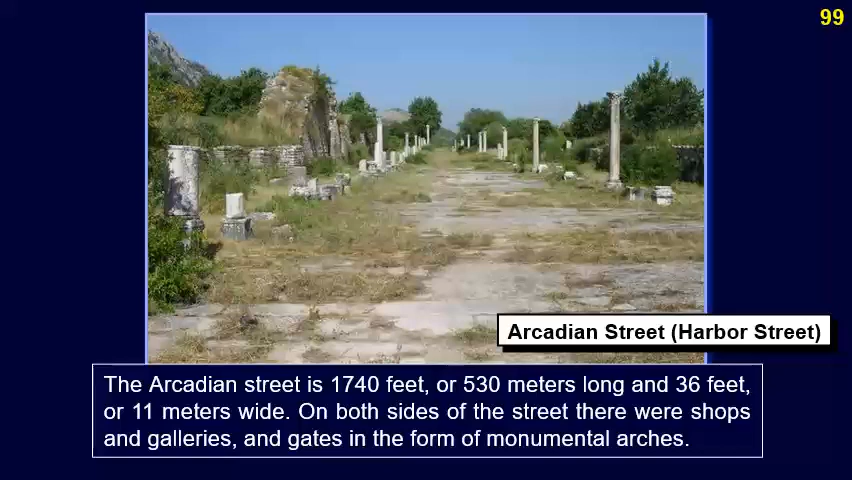 99
Arcadian Street (Harbor Street)
The Arcadian street is 1740 feet, or 530 meters long and 36 feet,
or 11 meters wide. On both sides of the street there were shops
and galleries, and gates in the form of monumental arches.